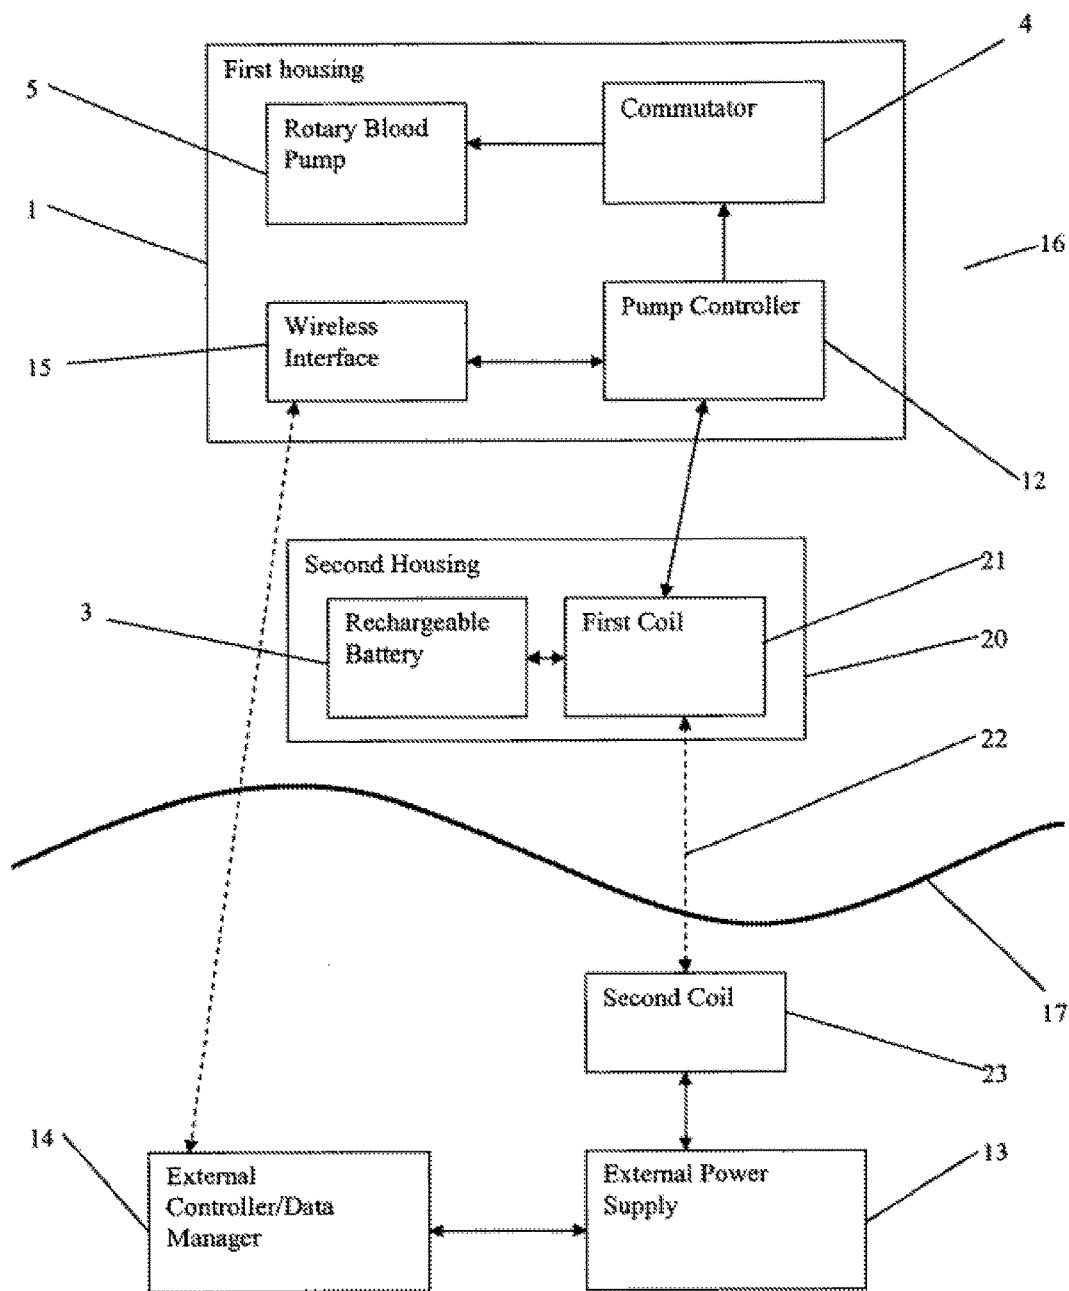 4
First housing
Commutator
5
Rotary Blood
Pump
1
16
Pump Controller
Wireless
Interface
15
12
Second Housing
21
3
Rechargeable
Battery
First Coil
20
22
Second Coil
17
23
14
External
Controller/Data
Manager
External Power
Supply
13